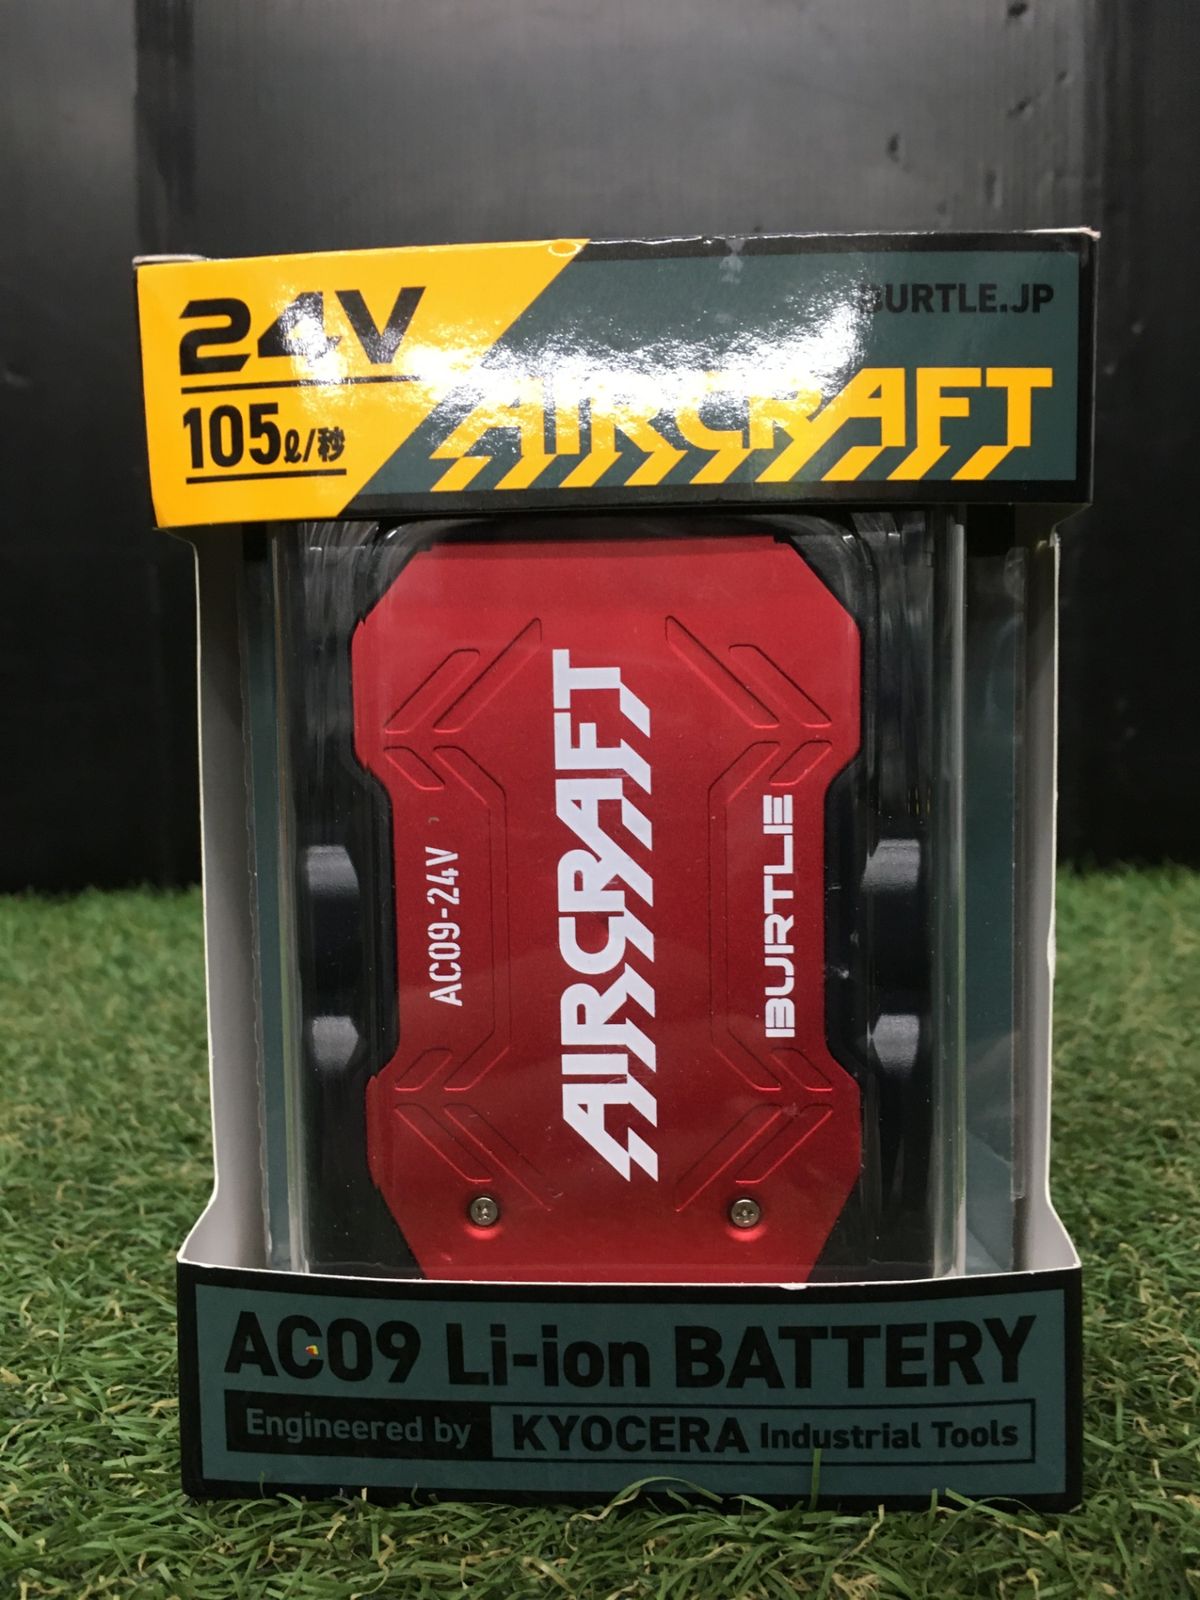 24V
105ℓ/秒
BURTLE.JP
AIRCRAFT
AC09-24V
AIRCRAFT
BURTLE
AC09 Li-ion BATTERY
Engineered by KYOCERA Industrial Tools